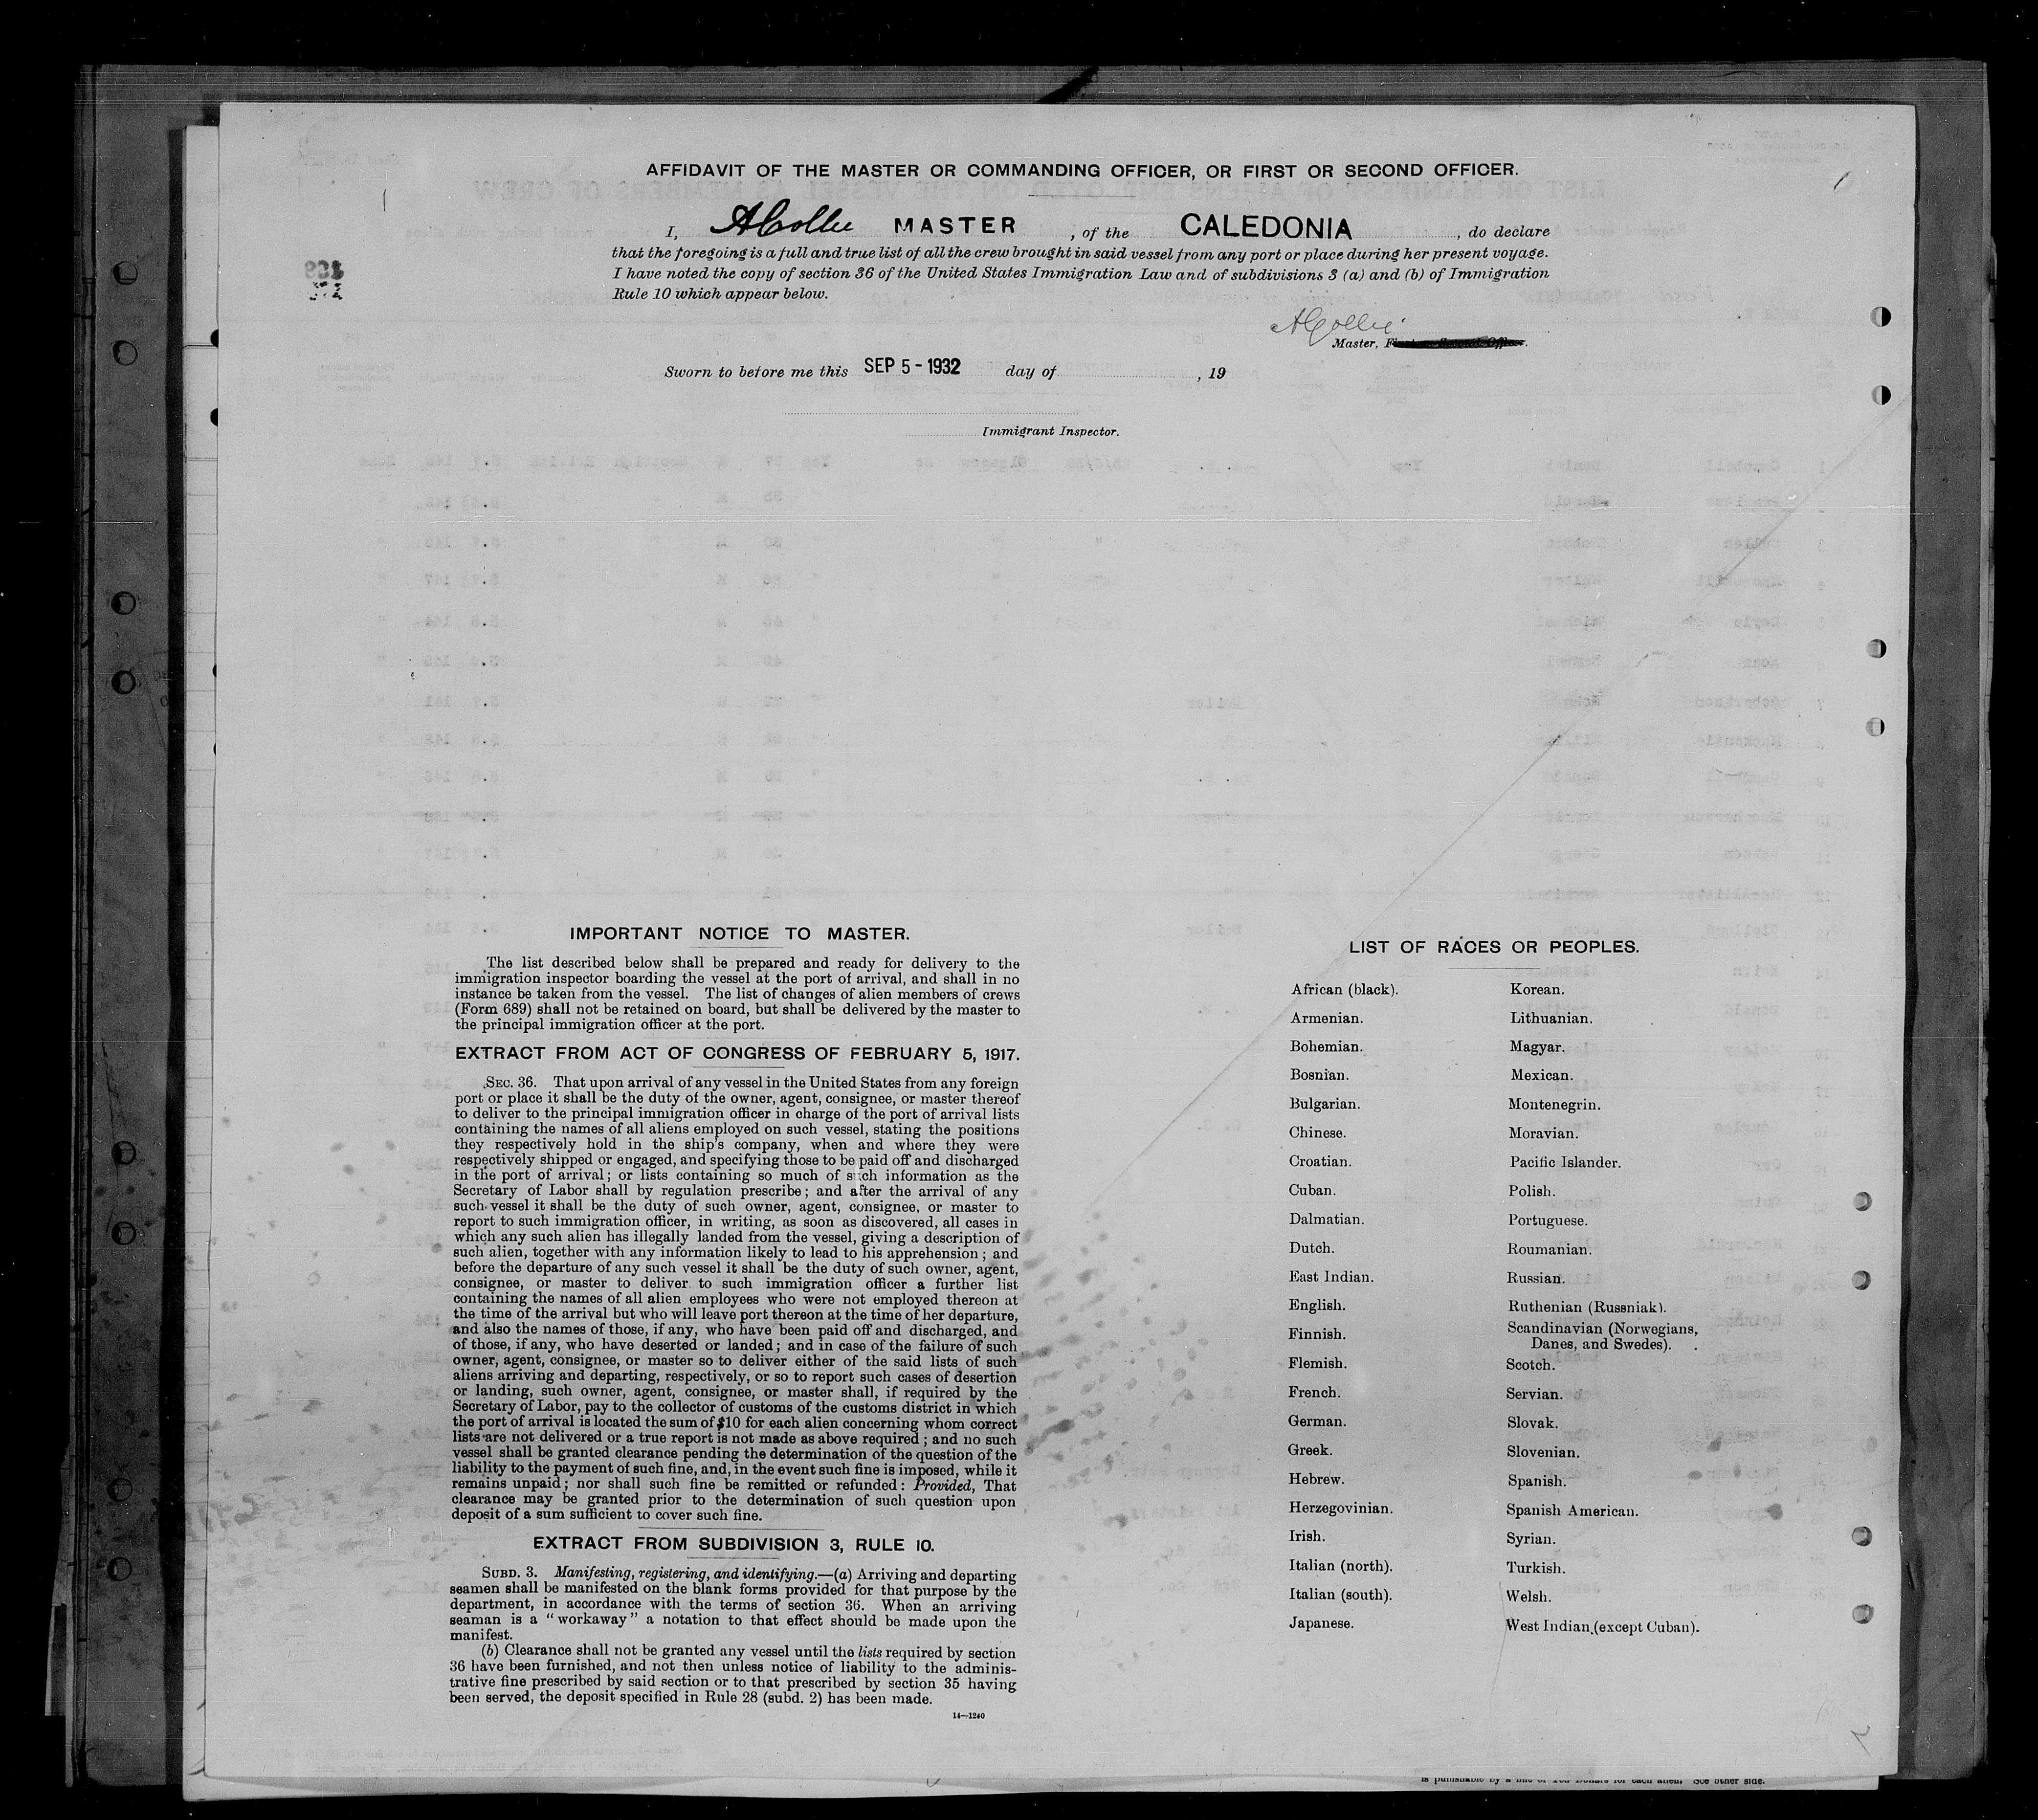 AFFIDAVIT OF THE MASTER OR COMMANDING OFFICER, OR FIRST OR SECOND OFFICER.
I, A Collie MASTER, of the CALEDONIA, do declare
that the foregoing is a full and true list of all the crew brought in said vessel from any port or place during her present voyage.
I have noted the copy of section 36 of the United States Immigration Law and of subdivisions 3 (a) and (b) of Immigration
Rule 10 which appear below.
A Collie
Master,
Sworn to before me this SEP 5 - 1932 day of , 19
Immigrant Inspector.
IMPORTANT NOTICE TO MASTER.
The list described below shall be prepared and ready for delivery to the
immigration inspector boarding the vessel at the port of arrival, and shall in no
instance be taken from the vessel. The list of changes of alien members of crews
(Form 689) shall not be retained on board, but shall be delivered by the master to
the principal immigration officer at the port.
EXTRACT FROM ACT OF CONGRESS OF FEBRUARY 5, 1917.
SEC. 36. That upon arrival of any vessel in the United States from any foreign
port or place it shall be the duty of the owner, agent, consignee, or master thereof
to deliver to the principal immigration officer in charge of the port of arrival lists
containing the names of all aliens employed on such vessel, stating the positions
they respectively hold in the ship's company, when and where they were
respectively shipped or engaged, and specifying those to be paid off and discharged
in the port of arrival; or lists containing so much of such information as the
Secretary of Labor shall by regulation prescribe; and after the arrival of any
such vessel it shall be the duty of such owner, agent, consignee, or master to
report to such immigration officer, in writing, as soon as discovered, all cases in
which any such alien has illegally landed from the vessel, giving a description of
such alien, together with any information likely to lead to his apprehension; and
before the departure of any such vessel it shall be the duty of such owner, agent,
consignee, or master to deliver to such immigration officer a further list
containing the names of all alien employees who were not employed thereon at
the time of the arrival but who will leave port thereon at the time of her departure,
and also the names of those, if any, who have been paid off and discharged, and
of those, if any, who have deserted or landed; and in case of the failure of such
owner, agent, consignee, or master so to deliver either of the said lists of such
aliens arriving and departing, respectively, or so to report such cases of desertion
or landing, such owner, agent, consignee, or master shall, if required by the
Secretary of Labor, pay to the collector of customs of the customs district in which
the port of arrival is located the sum of $10 for each alien concerning whom correct
lists are not delivered or a true report is not made as above required; and no such
vessel shall be granted clearance pending the determination of the question of the
liability to the payment of such fine, and, in the event such fine is imposed, while it
remains unpaid; nor shall such fine be remitted or refunded: Provided, That
clearance may be granted prior to the determination of such question upon
deposit of a sum sufficient to cover such fine.
EXTRACT FROM SUBDIVISION 3, RULE 10.
SUBD. 3. Manifesting, registering, and identifying.—(a) Arriving and departing
seamen shall be manifested on the blank forms provided for that purpose by the
department, in accordance with the terms of section 36. When an arriving
seaman is a "workaway" a notation to that effect should be made upon the
manifest.
(b) Clearance shall not be granted any vessel until the lists required by section
36 have been furnished, and not then unless notice of liability to the adminis-
trative fine prescribed by said section or to that prescribed by section 35 having
been served, the deposit specified in Rule 28 (subd. 2) has been made.
14—1240
LIST OF RACES OR PEOPLES.
African (black).
Armenian.
Bohemian.
Bosnian.
Bulgarian.
Chinese.
Croatian.
Cuban.
Dalmatian.
Dutch.
East Indian.
English.
Finnish.
Flemish.
French.
German.
Greek.
Hebrew.
Herzegovinian.
Irish.
Italian (north).
Italian (south).
Japanese.
Korean.
Lithuanian.
Magyar.
Mexican.
Montenegrin.
Moravian.
Pacific Islander.
Polish.
Portuguese.
Roumanian.
Russian.
Ruthenian (Russniak).
Scandinavian (Norwegians,
Danes, and Swedes).
Scotch.
Servian.
Slovak.
Slovenian.
Spanish.
Spanish American.
Syrian.
Turkish.
Welsh.
West Indian (except Cuban).
is punishable by a fine of Ten Dollars for each alien. See other side.